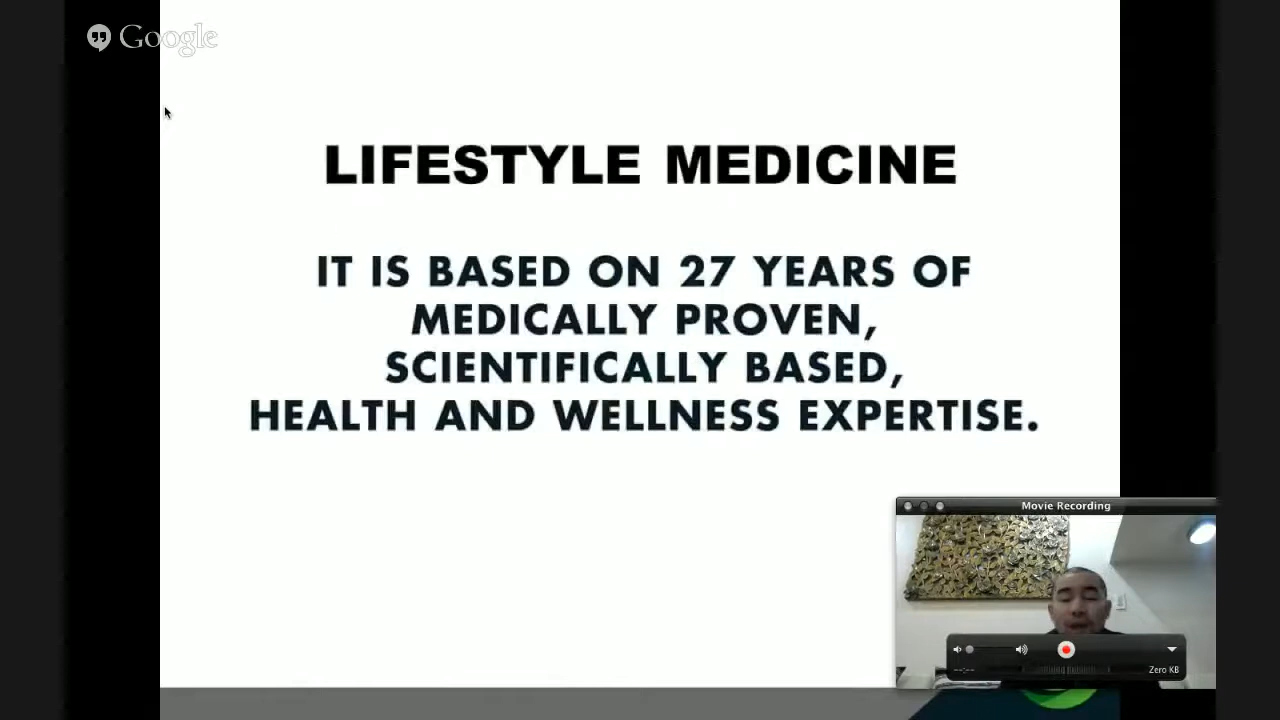 Google
LIFESTYLE MEDICINE
IT IS BASED ON 27 YEARS OF
MEDICALLY PROVEN,
SCIENTIFICALLY BASED,
HEALTH AND WELLNESS EXPERTISE.
Movie Recording
--:--
Zero KB